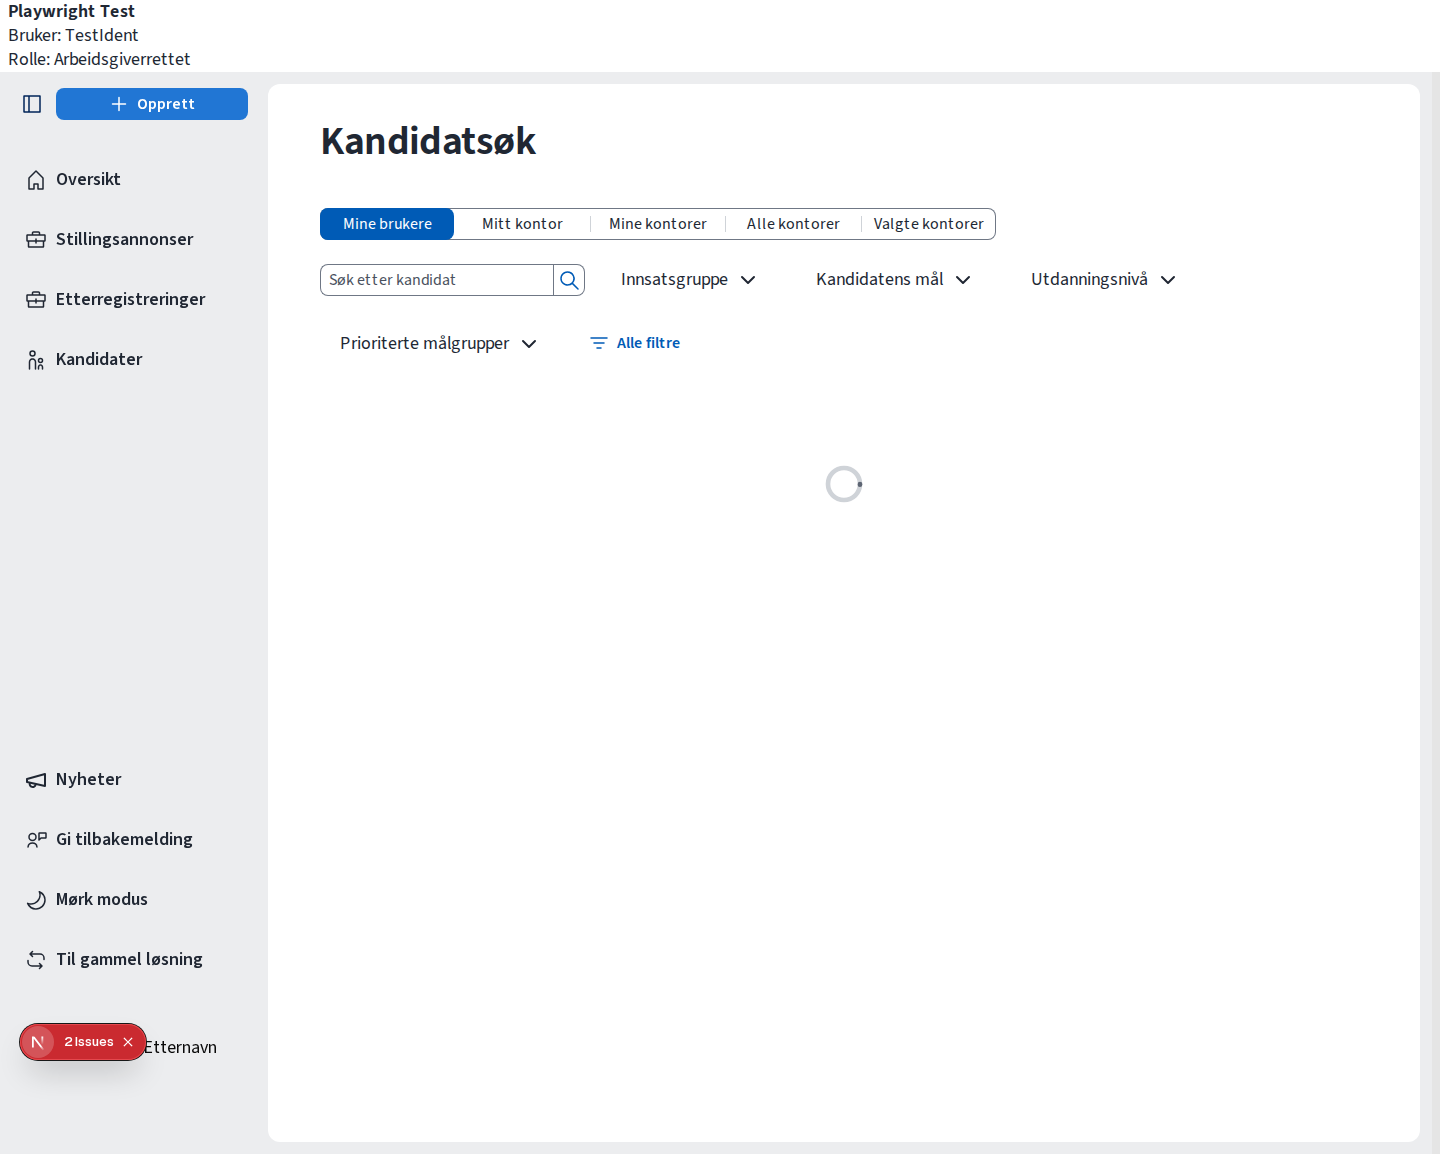 Playwright Test
Bruker: TestIdent
Rolle: Arbeidsgiverrettet
Opprett
Oversikt
Stillingsannonser
Etterregistreringer
Kandidater
Nyheter
Gi tilbakemelding
Mørk modus
Til gammel løsning
2 Issues
Etternavn
Kandidatsøk
Mine brukere
Mitt kontor
Mine kontorer
Alle kontorer
Valgte kontorer
Søk etter kandidat
Innsatsgruppe
Kandidatens mål
Utdanningsnivå
Prioriterte målgrupper
Alle filtre